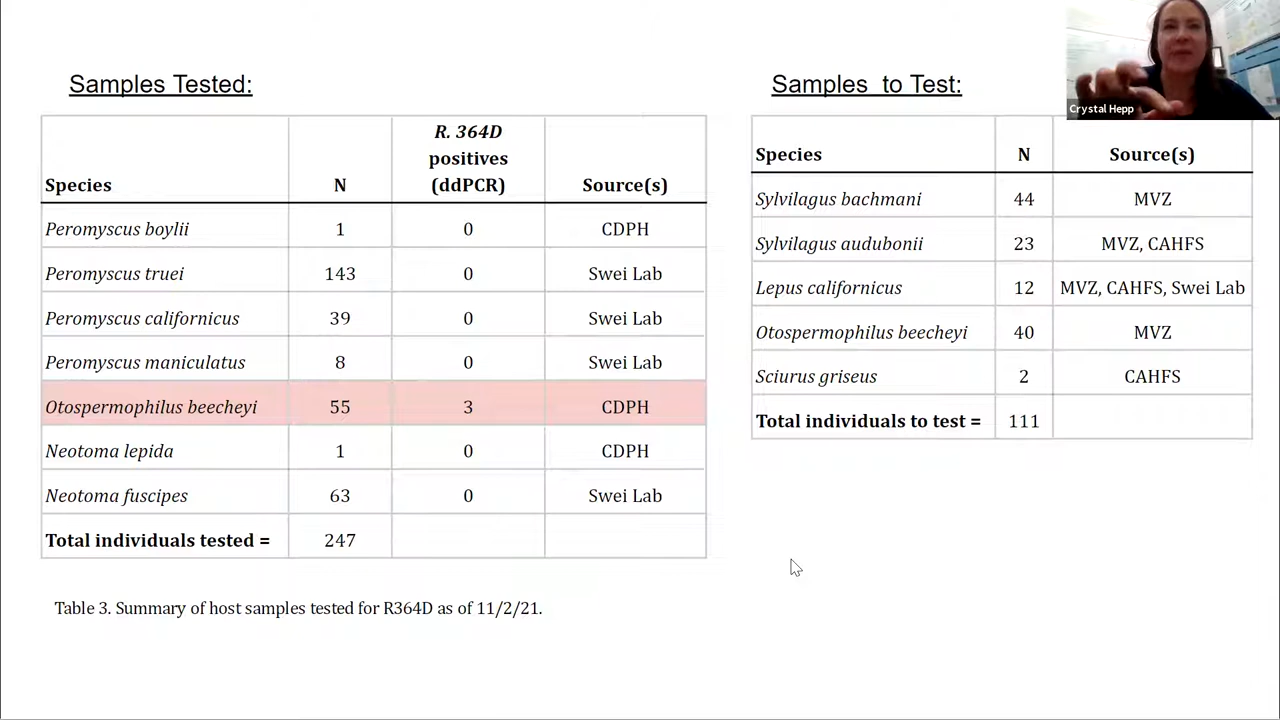 Samples Tested:
Species N R. 364D positives (ddPCR) Source(s)
Peromyscus boylii 1 0 CDPH
Peromyscus truei 143 0 Swei Lab
Peromyscus californicus 39 0 Swei Lab
Peromyscus maniculatus 8 0 Swei Lab
Otospermophilus beecheyi 55 3 CDPH
Neotoma lepida 1 0 CDPH
Neotoma fuscipes 63 0 Swei Lab
Total individuals tested = 247
Table 3. Summary of host samples tested for R364D as of 11/2/21.
Samples to Test:
Species N Source(s)
Sylvilagus bachmani 44 MVZ
Sylvilagus audubonii 23 MVZ, CAHFS
Lepus californicus 12 MVZ, CAHFS, Swei Lab
Otospermophilus beecheyi 40 MVZ
Sciurus griseus 2 CAHFS
Total individuals to test = 111
Crystal Hepp